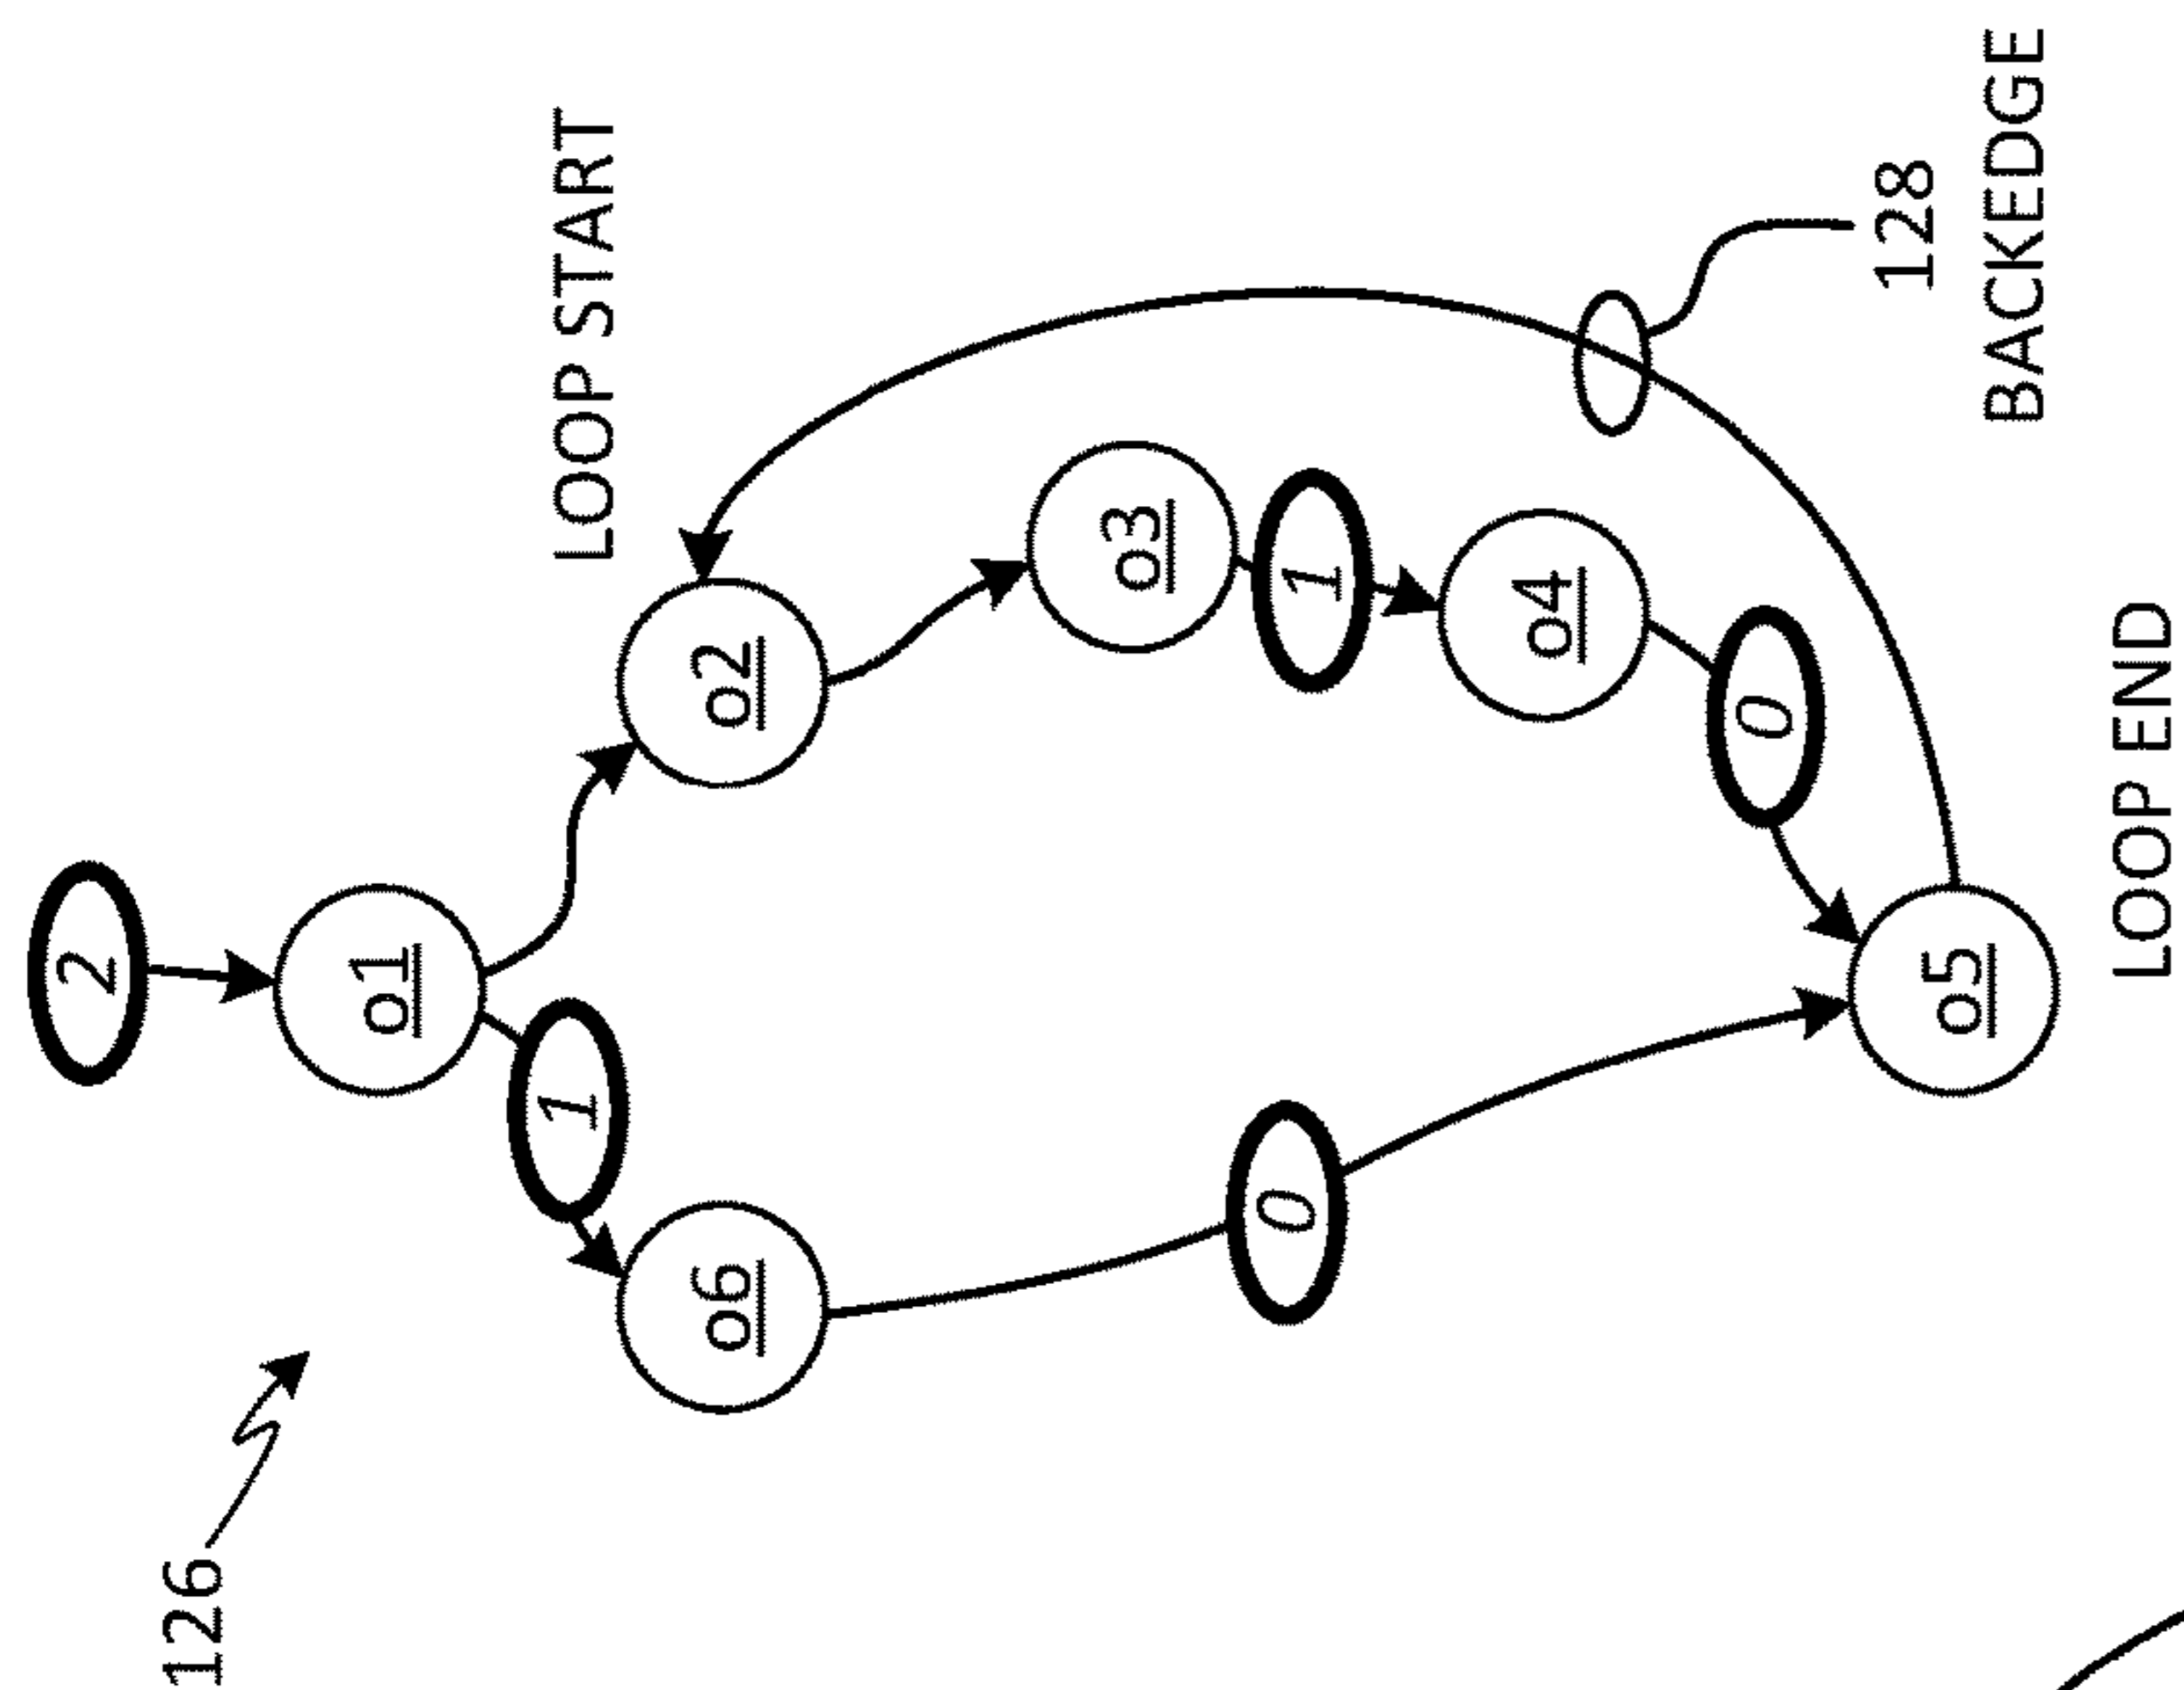 126
2
o1
1
o6
0
LOOP START
o2
o3
1
o4
0
o5
128
BACKEDGE
LOOP END